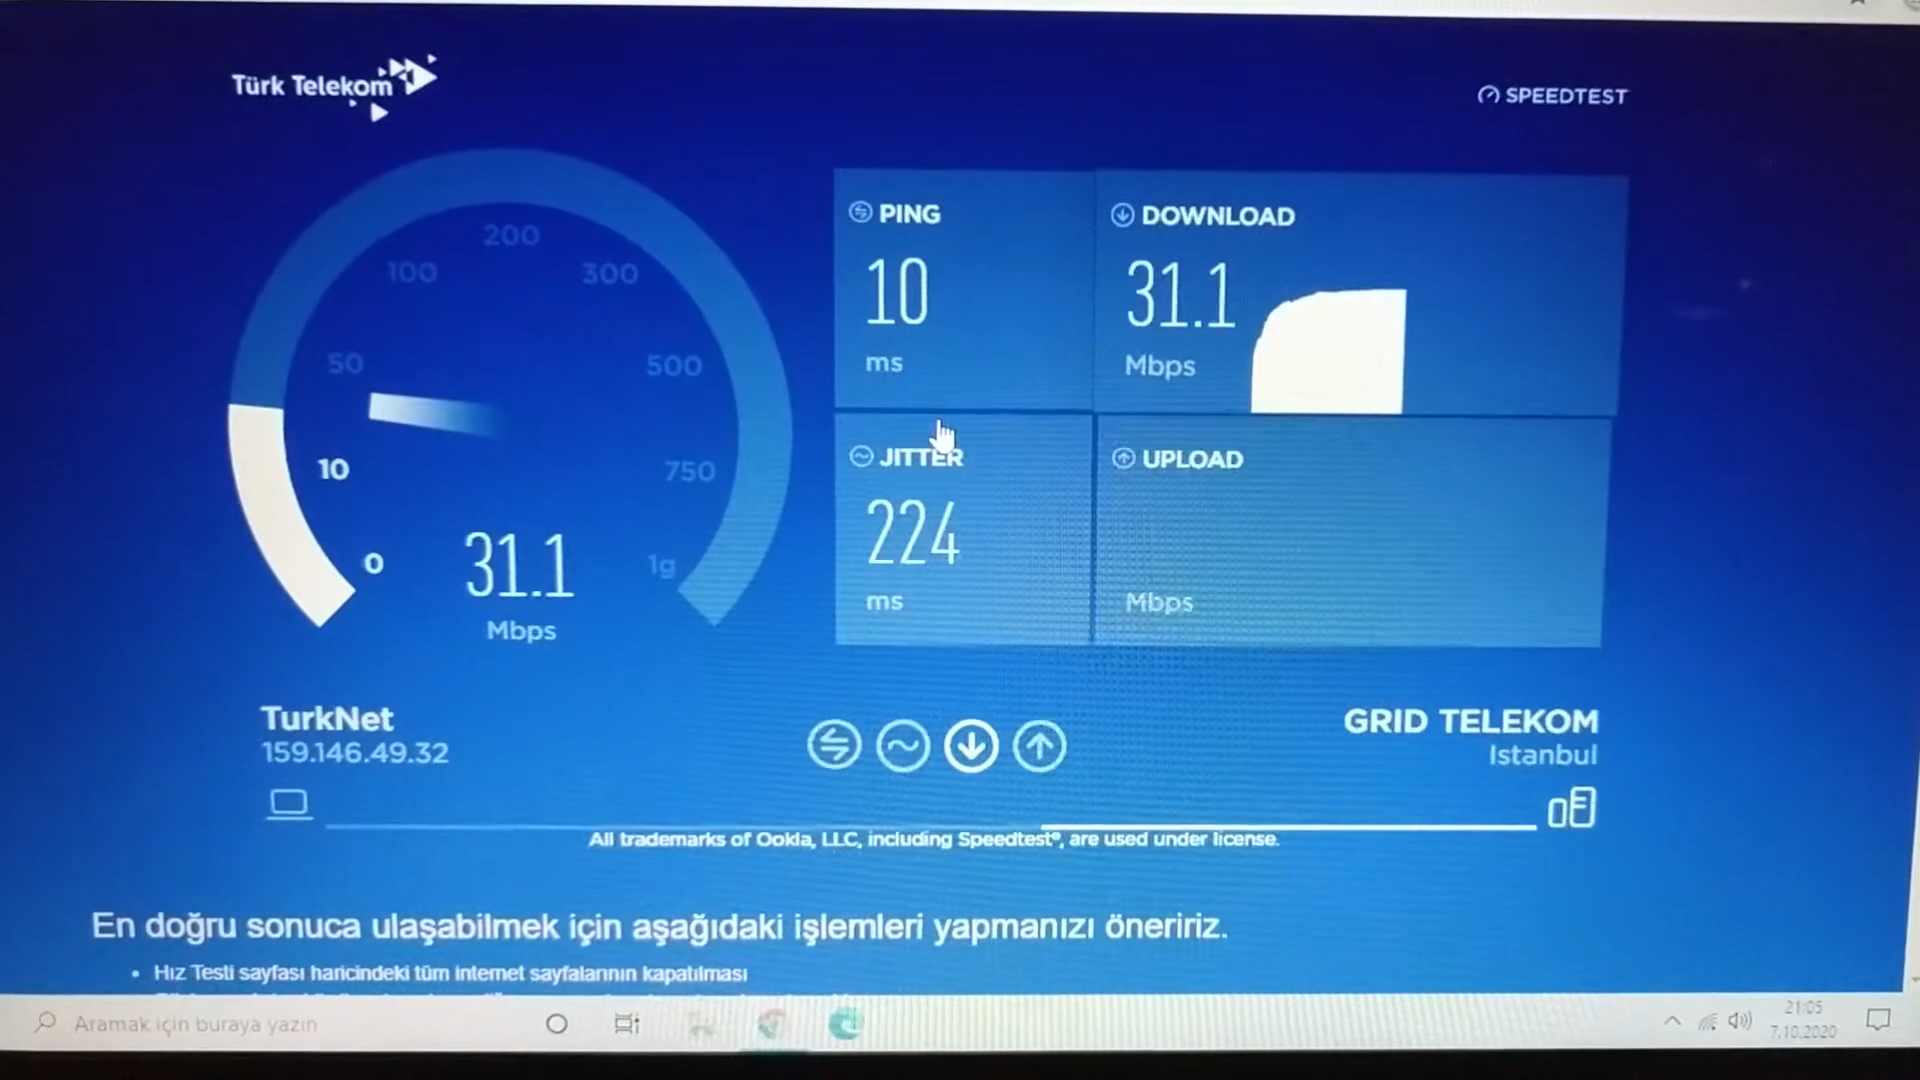 Türk Telekom
SPEEDTEST
PING
10
ms
DOWNLOAD
31.1
Mbps
JITTER
224
ms
UPLOAD
Mbps
0
10
50
100
200
300
500
750
1g
31.1
Mbps
TurkNet
159.146.49.32
GRID TELEKOM
Istanbul
All trademarks of Ookla, LLC, including Speedtest®, are used under license.
En doğru sonuca ulaşabilmek için aşağıdaki işlemleri yapmanızı öneririz.
• Hız Testi sayfası haricindeki tüm internet sayfalarının kapatılması
Aramak için buraya yazın
21:05
7.10.2020